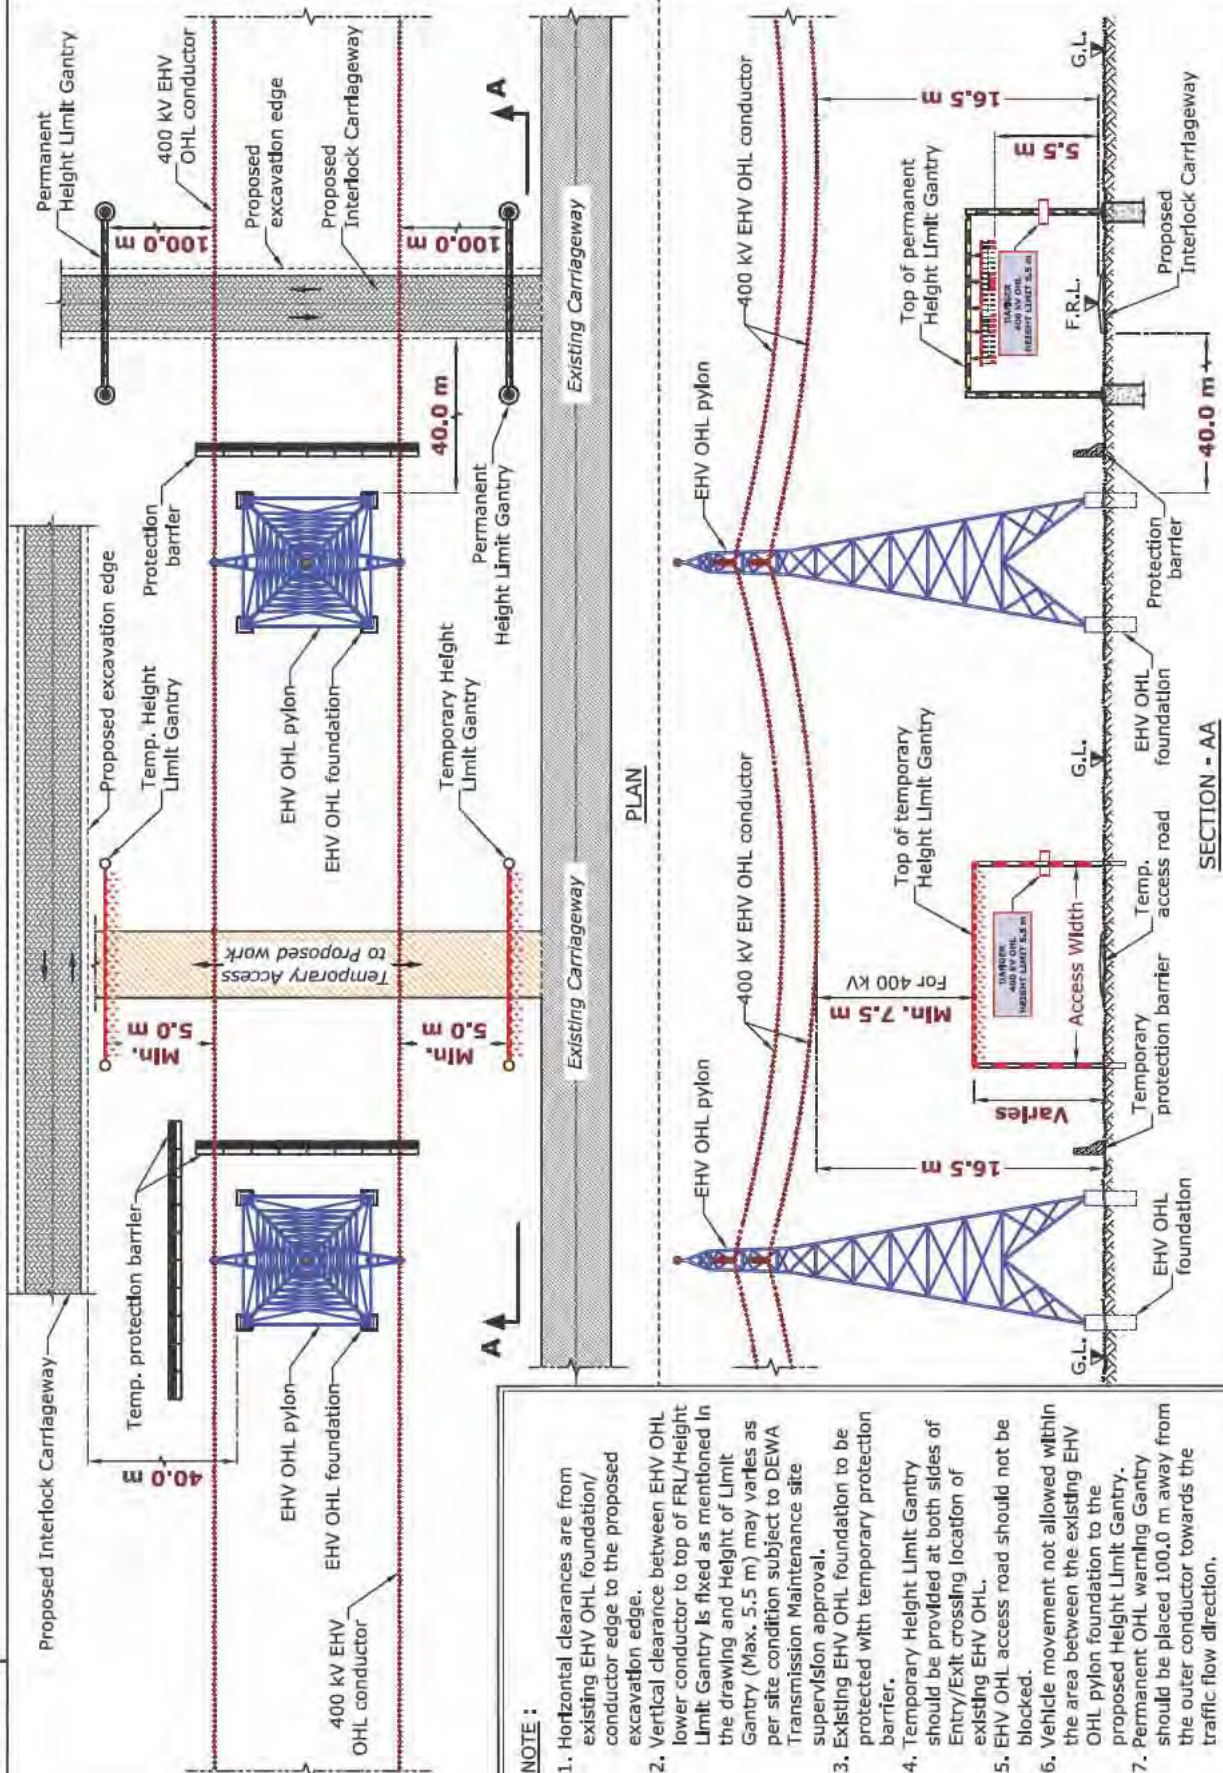 Proposed Interlock Carriageway
Temp. protection barrier
40.0 m
EHV OHL pylon
EHV OHL foundation
400 kV EHV
OHL conductor
Proposed excavation edge
Temp. Height
Limit Gantry
Min.
5.0 m
Temporary Access
to Proposed work
Min.
5.0 m
Temporary Height
Limit Gantry
EHV OHL pylon
EHV OHL foundation
Protection
barrier
Permanent
Height Limit Gantry
100.0 m
400 kV EHV
OHL conductor
Proposed
excavation edge
Proposed
Interlock Carriageway
100.0 m
40.0 m
Permanent
Height Limit Gantry
A
A
Existing Carriageway
Existing Carriageway
PLAN
EHV OHL pylon
400 kV EHV OHL conductor
16.5 m
Min. 7.5 m
For 400 kV
Top of temporary
Height Limit Gantry
DANGER
400 KV OHL
HEIGHT LIMIT 5.5 m
Access Width
Varies
Temporary
protection barrier
Temp.
access road
EHV OHL
foundation
G.L.
G.L.
EHV OHL pylon
400 kV EHV OHL conductor
Top of permanent
Height Limit Gantry
DANGER
400 KV OHL
HEIGHT LIMIT 5.5 m
5.5 m
16.5 m
F.R.L.
G.L.
EHV OHL
foundation
Protection
barrier
40.0 m
Proposed
Interlock Carriageway
SECTION - AA
NOTE :
1. Horizontal clearances are from
existing EHV OHL foundation/
conductor edge to the proposed
excavation edge.
2. Vertical clearance between EHV OHL
lower conductor to top of FRL/Height
Limit Gantry is fixed as mentioned in
the drawing and Height of Limit
Gantry (Max. 5.5 m) may varies as
per site condition subject to DEWA
Transmission Maintenance site
supervision approval.
3. Existing EHV OHL foundation to be
protected with temporary protection
barrier.
4. Temporary Height Limit Gantry
should be provided at both sides of
Entry/Exit crossing location of
existing EHV OHL.
5. EHV OHL access road should not be
blocked.
6. Vehicle movement not allowed within
the area between the existing EHV
OHL pylon foundation to the
proposed Height Limit Gantry.
7. Permanent OHL warning Gantry
should be placed 100.0 m away from
the outer conductor towards the
traffic flow direction.